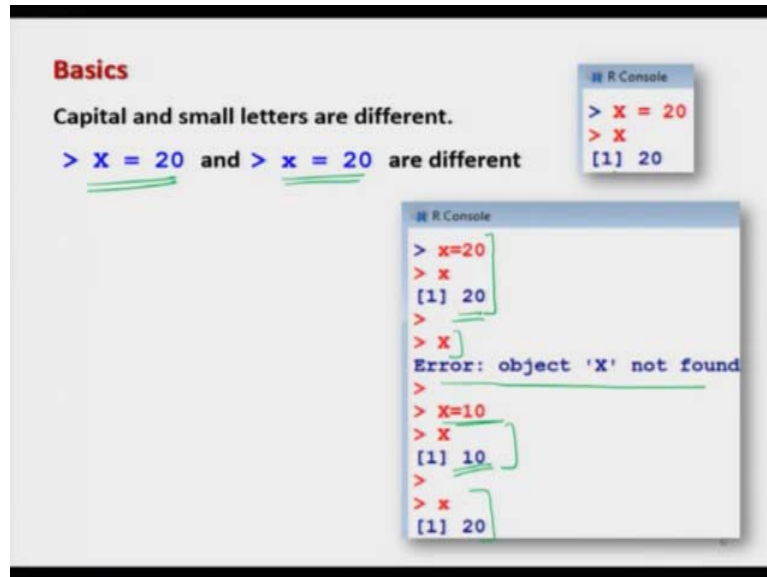 Basics
Capital and small letters are different.
> X = 20 and > x = 20 are different
R Console
> X = 20
> X
[1] 20
R Console
> x=20
> x
[1] 20
>
> X
Error: object 'X' not found
>
> X=10
> X
[1] 10
>
> x
[1] 20